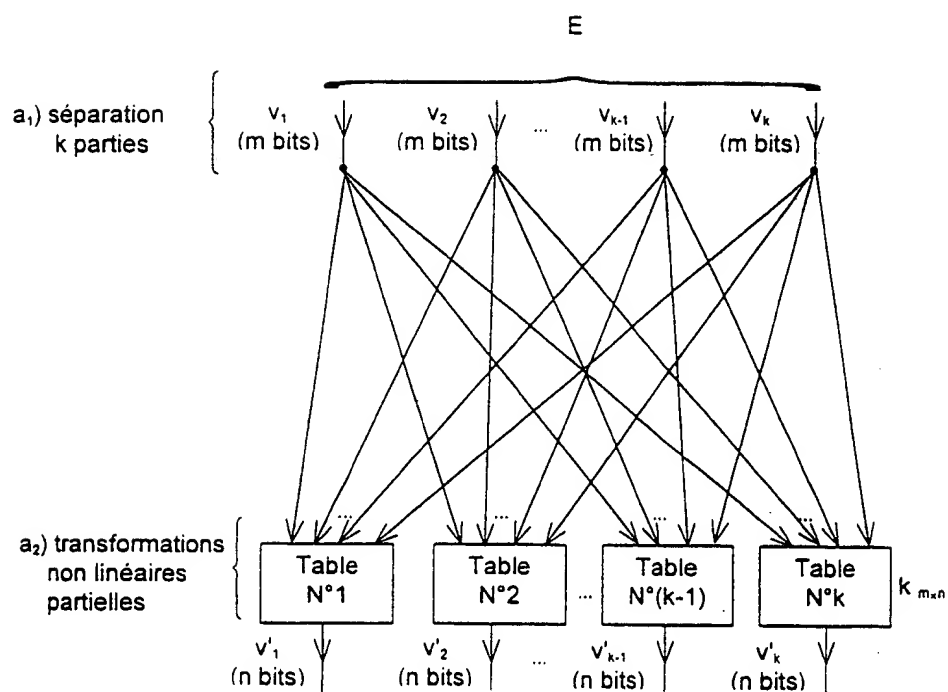 E
a₁) séparation
k parties
v₁ v₂ ... vₖ₋₁ vₖ
(m bits) (m bits) (m bits) (m bits)
... ... ... ...
a₂) transformations
non linéaires
partielles
Table Table Table Table
N°1 N°2 ... N°(k-1) N°k
k m×n
v'₁ v'₂ ... v'ₖ₋₁ v'ₖ
(n bits) (n bits) (n bits) (n bits)